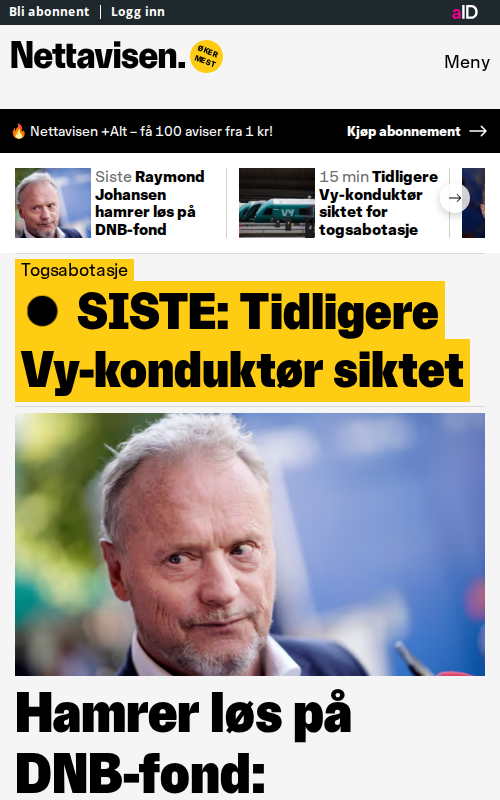 Bli abonnent | Logg inn
aID
Nettavisen. ØKER MEST
Meny
🔥 Nettavisen +Alt – få 100 aviser fra 1 kr!
Kjøp abonnement →
Siste Raymond
Johansen
hamrer løs på
DNB-fond
15 min Tidligere
Vy-konduktør
siktet for
togsabotasje
Togsabotasje
SISTE: Tidligere
Vy-konduktør siktet
Hamrer løs på
DNB-fond: